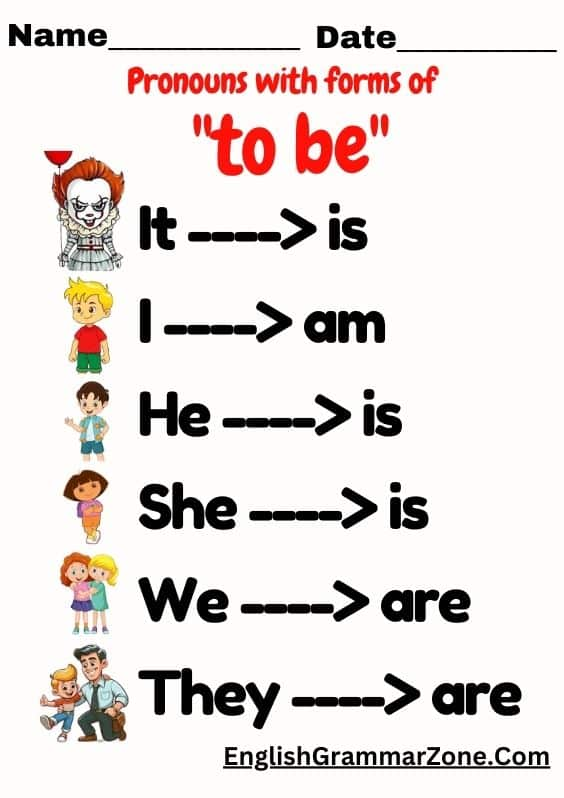 Name____________ Date__________
Pronouns with forms of
"to be"
It ----> is
I ----> am
He ----> is
She ----> is
We ----> are
They ----> are
EnglishGrammarZone.Com